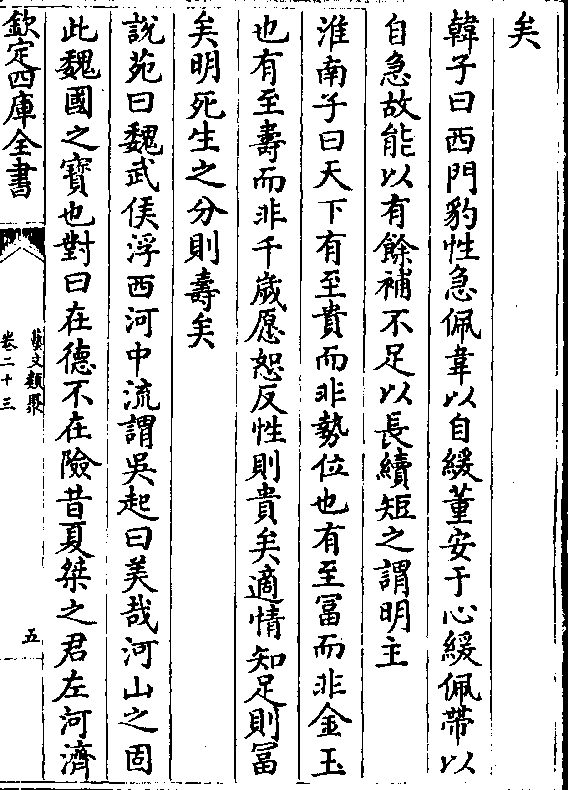 矣
韓子曰西門豹性急佩韋以自緩董安于心緩佩帶以
自急故能以有餘補不足以長續短之謂明主
淮南子曰天下有至貴而非勢位也有至冨而非金玉
也有至壽而非千歲愿恕反性則貴矣適情知足則冨
矣明死生之分則壽矣
說苑曰魏武侯浮西河中流謂吳起曰美哉河山之固
此魏國之寶也對曰在德不在險昔夏桀之君左河濟
欽定四庫全書
藝文類聚
卷二十三
五